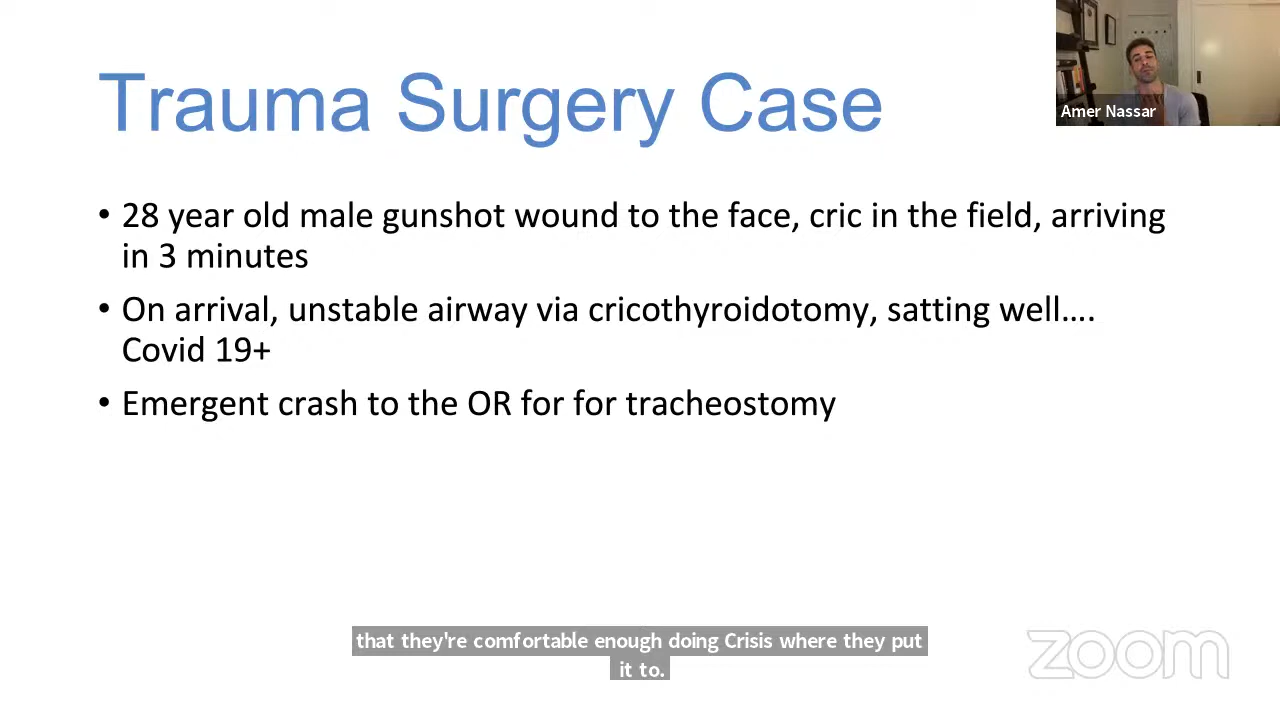 Trauma Surgery Case
Amer Nassar
• 28 year old male gunshot wound to the face, cric in the field, arriving
in 3 minutes
• On arrival, unstable airway via cricothyroidotomy, satting well....
Covid 19+
• Emergent crash to the OR for for tracheostomy
that they're comfortable enough doing Crisis where they put
it to.
zoom